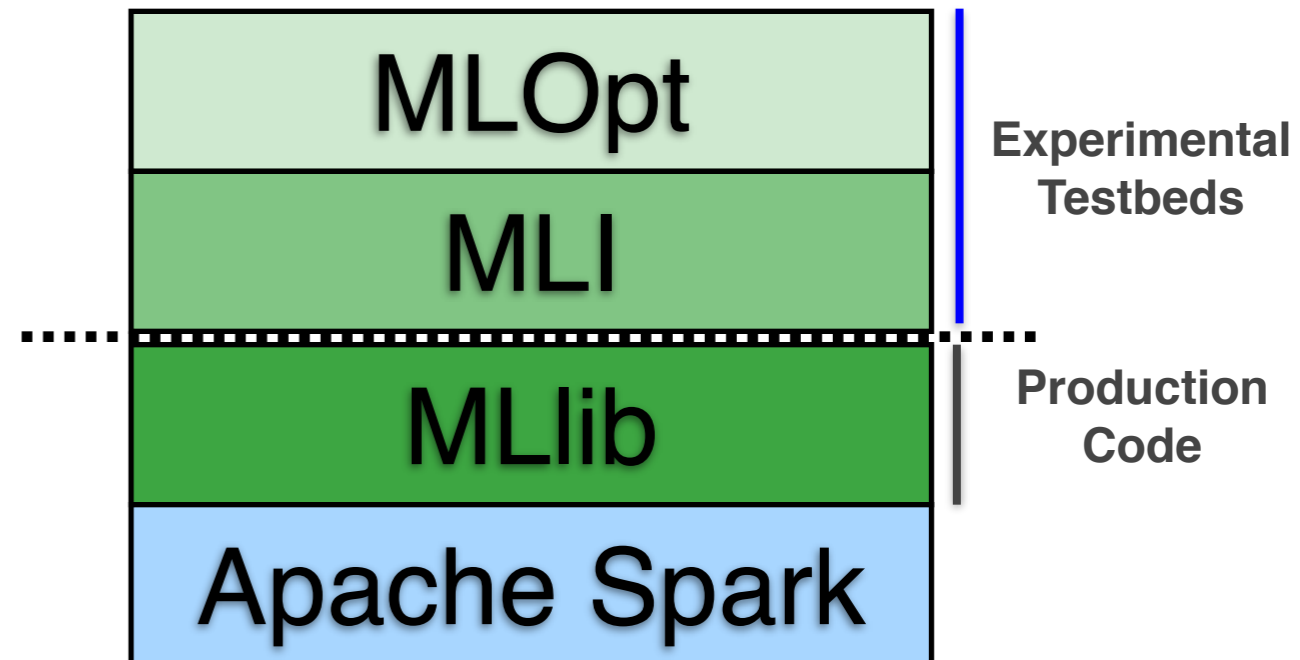 MLOpt
Experimental
Testbeds
MLI
MLlib
Production
Code
Apache Spark